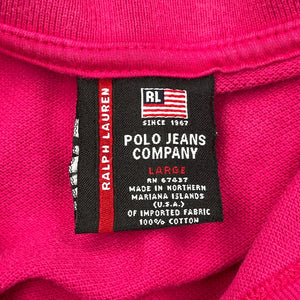 RALPH LAUREN
RL
SINCE 1967
POLO JEANS
COMPANY
LARGE
RN 67437
MADE IN NORTHERN
MARIANA ISLANDS
(U.S.A.)
OF IMPORTED FABRIC
100% COTTON